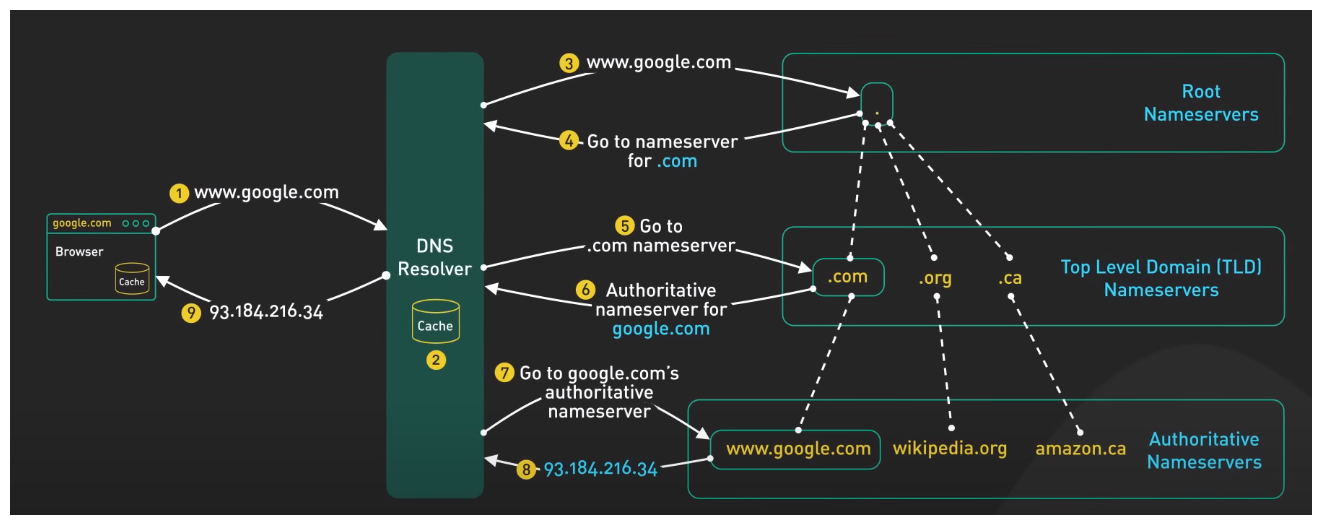 3 www.google.com
.
Root
Nameservers
4 Go to nameserver
for .com
1 www.google.com
google.com
Browser
Cache
9 93.184.216.34
DNS
Resolver
Cache
2
5 Go to
.com nameserver
6 Authoritative
nameserver for
google.com
.com
.org
.ca
Top Level Domain (TLD)
Nameservers
7 Go to google.com's
authoritative
nameserver
8 93.184.216.34
www.google.com
wikipedia.org
amazon.ca
Authoritative
Nameservers